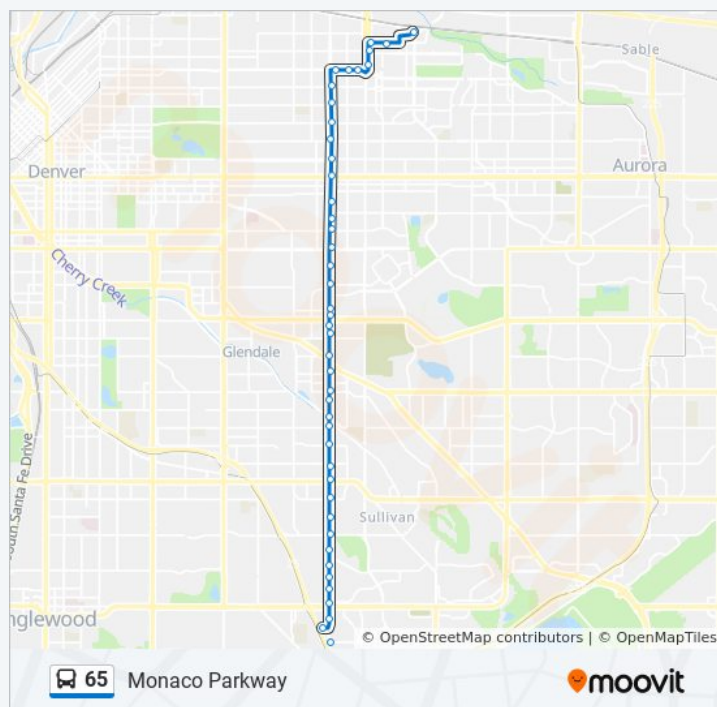 Sable
Denver
Aurora
Cherry Creek
Glendale
South Santa Fe Drive
Sullivan
nglewood
© OpenStreetMap contributors | © OpenMapTiles
65 Monaco Parkway
moovit